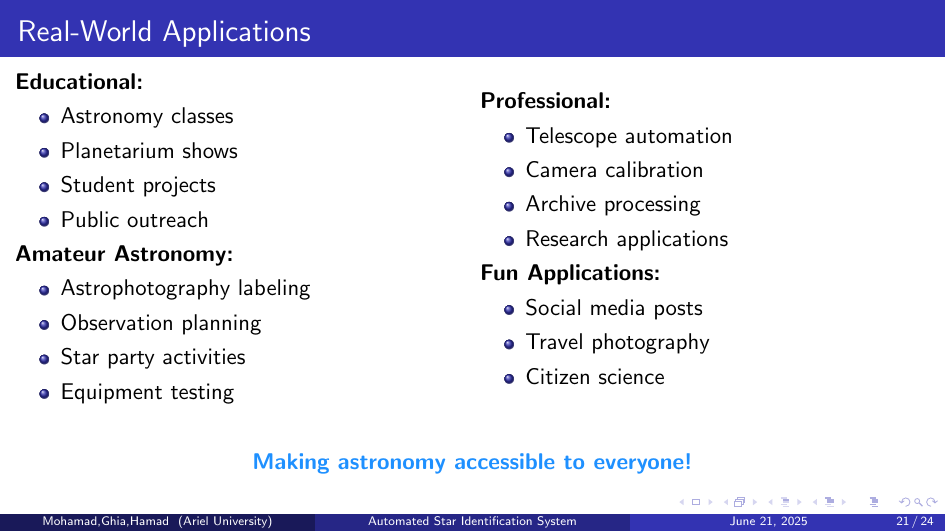 Real-World Applications
Educational:
Astronomy classes
Planetarium shows
Student projects
Public outreach
Amateur Astronomy:
Astrophotography labeling
Observation planning
Star party activities
Equipment testing
Professional:
Telescope automation
Camera calibration
Archive processing
Research applications
Fun Applications:
Social media posts
Travel photography
Citizen science
Making astronomy accessible to everyone!
Mohamad,Ghia,Hamad (Ariel University) Automated Star Identification System June 21, 2025 21 / 24